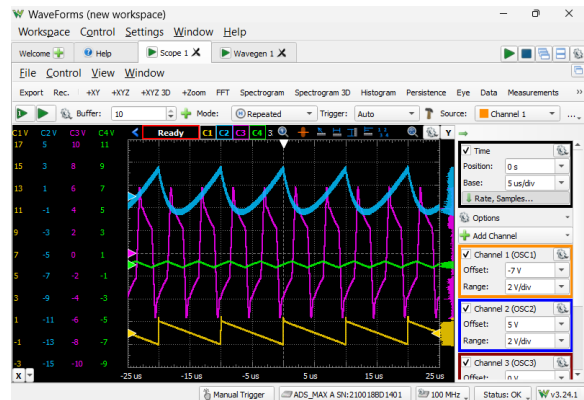 WaveForms (new workspace)
Workspace Control Settings Window Help
Welcome Help Scope 1 Wavegen 1
File Control View Window
Export Rec. +XY +XYZ +XYZ 3D +Zoom FFT Spectrogram Spectrogram 3D Histogram Persistence Eye Data Measurements »
Buffer: 10 Mode: Repeated Trigger: Auto Source: Channel 1 ...
C1 V C2 V C3 V C4 V Ready C1 C2 C3 C4 3 Y
17 5 10 11
15 3 8 9
13 1 6 7
11 -1 4 5
9 -3 2 3
7 -5 0 1
5 -7 -2 -1
3 -9 -4 -3
1 -11 -6 -5
-1 -13 -8 -7
-3 -15 -10 -9
X -25 us -15 us -5 us 5 us 15 us 25 us
Time
Position: 0 s
Base: 5 us/div
Rate, Samples...
Options
Add Channel
Channel 1 (OSC1)
Offset: -7 V
Range: 2 V/div
Channel 2 (OSC2)
Offset: 5 V
Range: 2 V/div
Channel 3 (OSC3)
Offset: 0 V
Manual Trigger ADS_MAX A SN:210018BD1401 100 MHz Status: OK V3.24.1